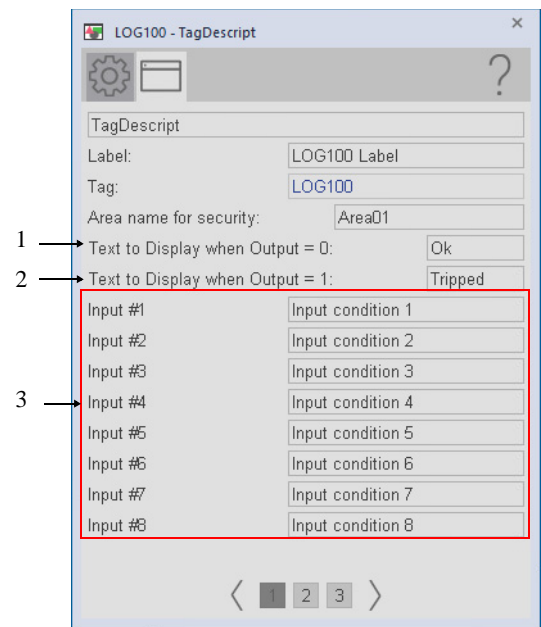 LOG100 - TagDescript
TagDescript
Label: LOG100 Label
Tag: LOG100
Area name for security: Area01
1 Text to Display when Output = 0: Ok
2 Text to Display when Output = 1: Tripped
Input #1 Input condition 1
Input #2 Input condition 2
Input #3 Input condition 3
3 Input #4 Input condition 4
Input #5 Input condition 5
Input #6 Input condition 6
Input #7 Input condition 7
Input #8 Input condition 8
1 2 3